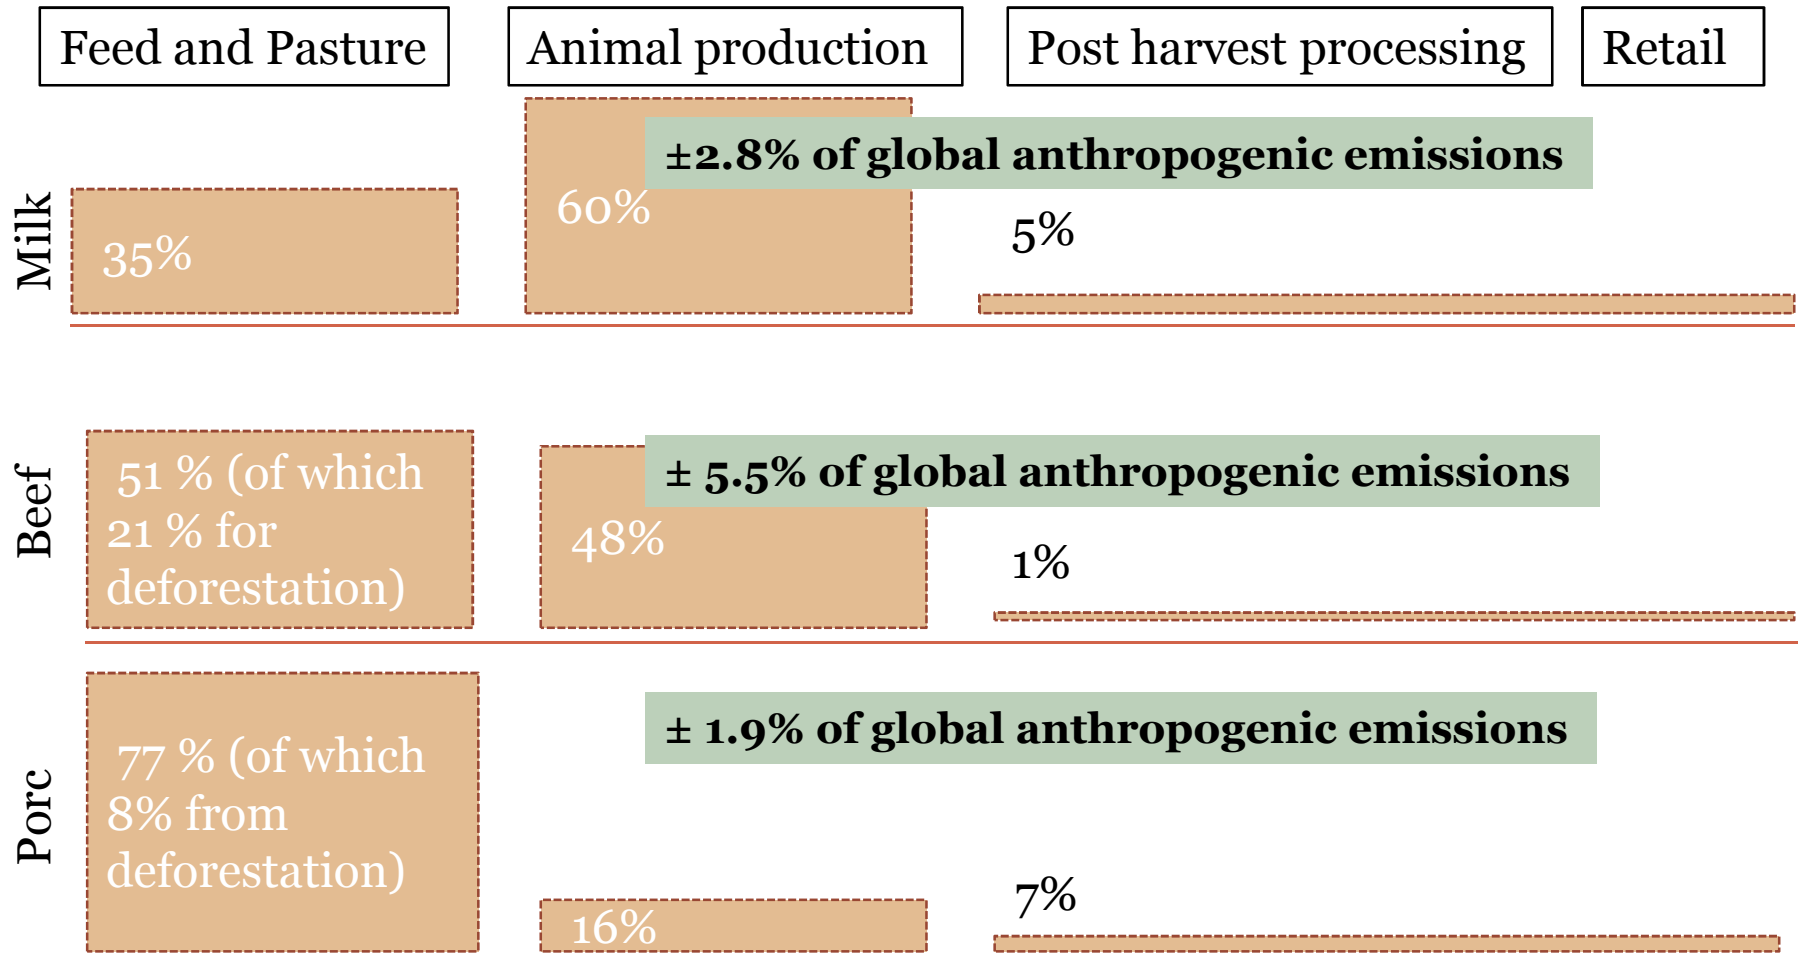 Feed and Pasture
Animal production
Post harvest processing
Retail
Milk
35%
60%
±2.8% of global anthropogenic emissions
5%
Beef
51 % (of which
21 % for
deforestation)
48%
± 5.5% of global anthropogenic emissions
1%
Porc
77 % (of which
8% from
deforestation)
16%
± 1.9% of global anthropogenic emissions
7%